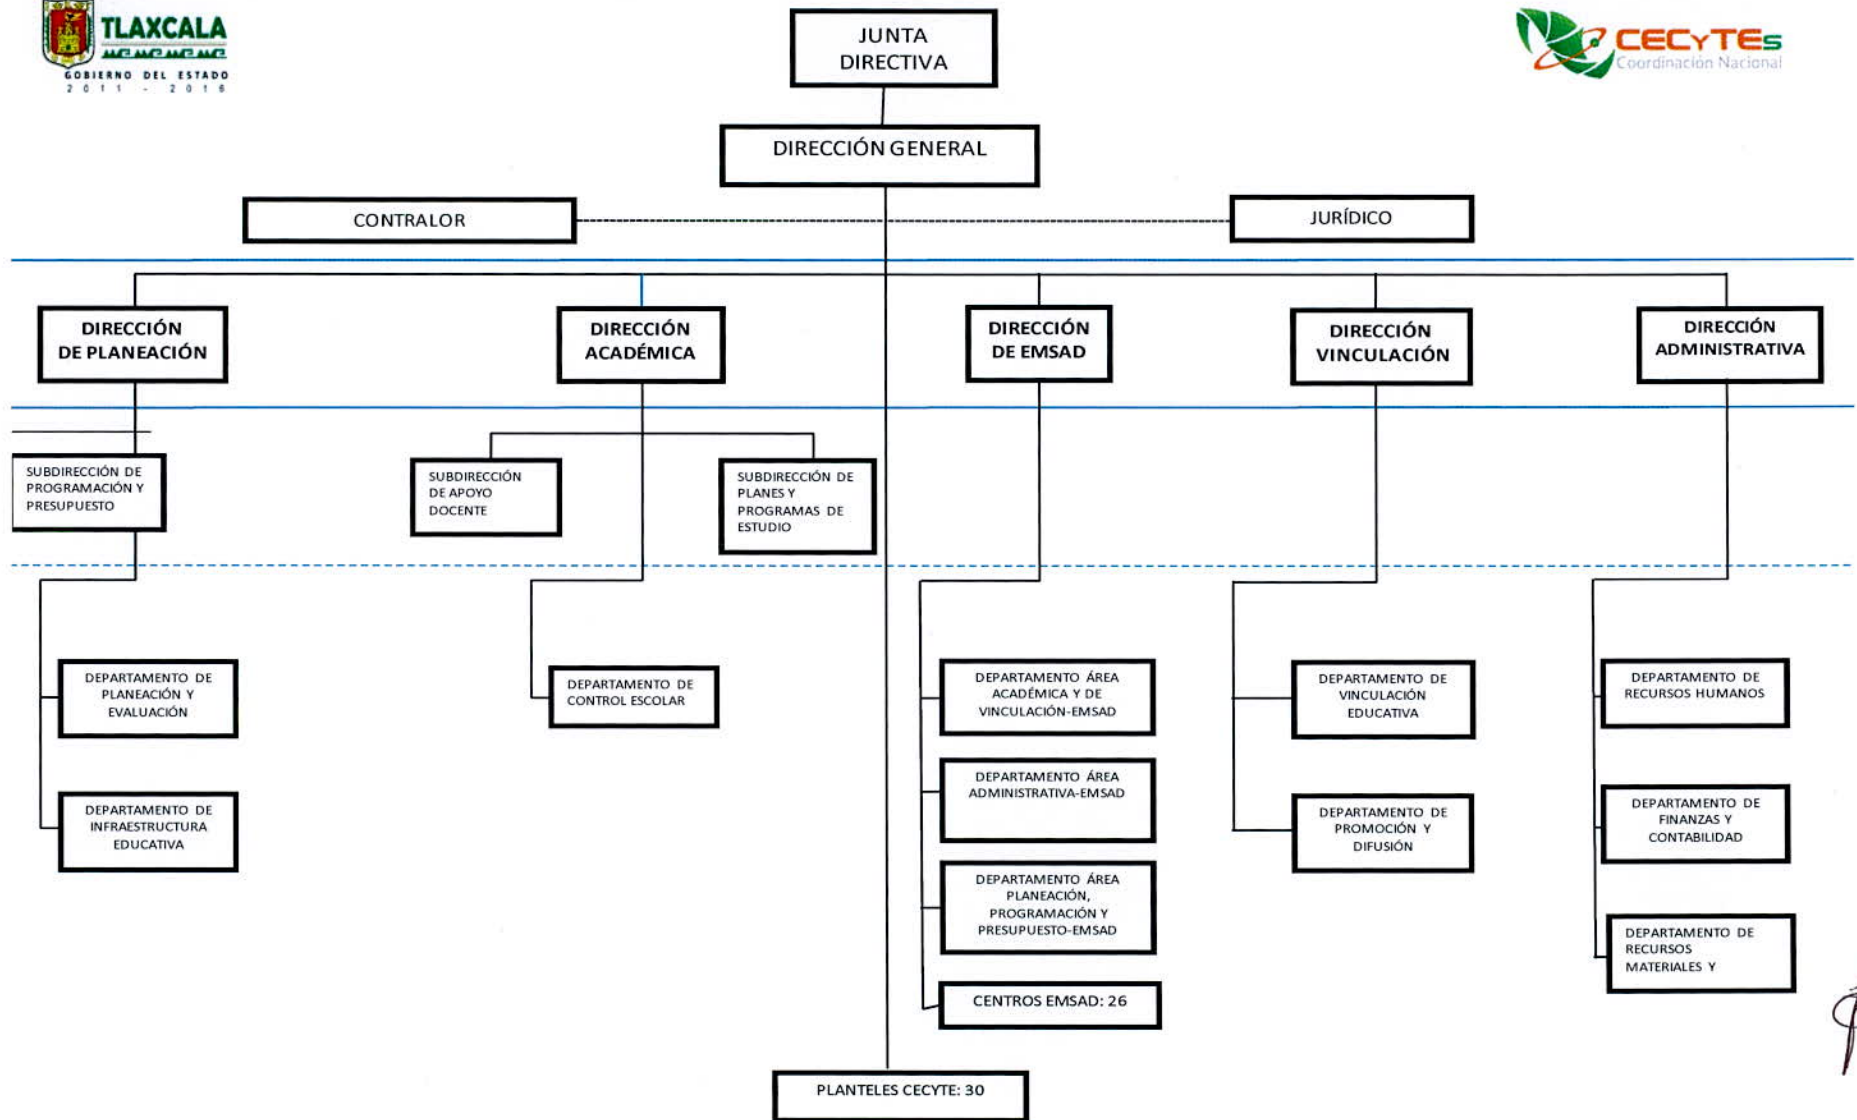 TLAXCALA
GOBIERNO DEL ESTADO
2011 - 2016
CECyTEs
Coordinación Nacional
JUNTA
DIRECTIVA
DIRECCIÓN GENERAL
CONTRALOR
JURÍDICO
DIRECCIÓN
DE PLANEACIÓN
DIRECCIÓN
ACADÉMICA
DIRECCIÓN
DE EMSAD
DIRECCIÓN
VINCULACIÓN
DIRECCIÓN
ADMINISTRATIVA
SUBDIRECCIÓN DE
PROGRAMACIÓN Y
PRESUPUESTO
SUBDIRECCIÓN
DE APOYO
DOCENTE
SUBDIRECCIÓN DE
PLANES Y
PROGRAMAS DE
ESTUDIO
DEPARTAMENTO DE
PLANEACIÓN Y
EVALUACIÓN
DEPARTAMENTO DE
INFRAESTRUCTURA
EDUCATIVA
DEPARTAMENTO DE
CONTROL ESCOLAR
DEPARTAMENTO ÁREA
ACADÉMICA Y DE
VINCULACIÓN-EMSAD
DEPARTAMENTO ÁREA
ADMINISTRATIVA-EMSAD
DEPARTAMENTO ÁREA
PLANEACIÓN,
PROGRAMACIÓN Y
PRESUPUESTO-EMSAD
CENTROS EMSAD: 26
DEPARTAMENTO DE
VINCULACIÓN
EDUCATIVA
DEPARTAMENTO DE
PROMOCIÓN Y
DIFUSIÓN
DEPARTAMENTO DE
RECURSOS HUMANOS
DEPARTAMENTO DE
FINANZAS Y
CONTABILIDAD
DEPARTAMENTO DE
RECURSOS
MATERIALES Y
PLANTELES CECYTE: 30